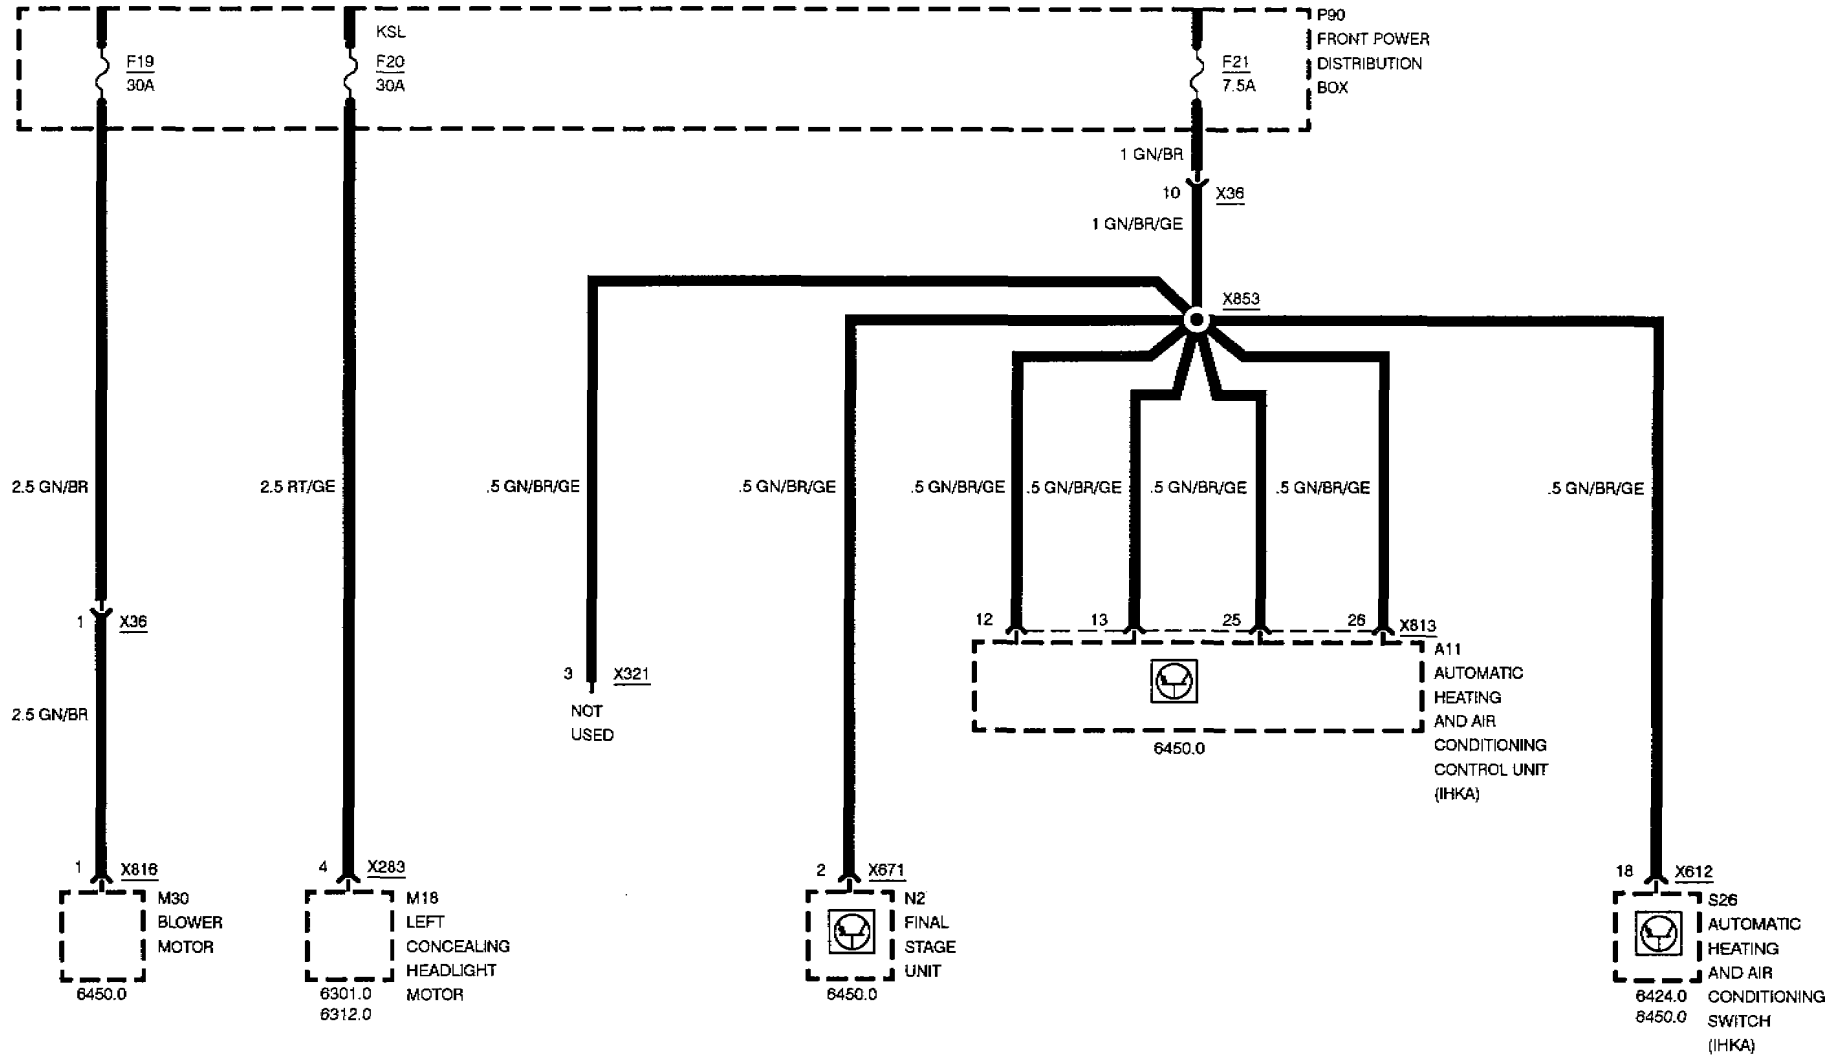 KSL
F19
30A
F20
30A
F21
7.5A
P90
FRONT POWER
DISTRIBUTION
BOX
1 GN/BR
10 X36
1 GN/BR/GE
X853
2.5 GN/BR
2.5 RT/GE
.5 GN/BR/GE
.5 GN/BR/GE
.5 GN/BR/GE
.5 GN/BR/GE
.5 GN/BR/GE
.5 GN/BR/GE
.5 GN/BR/GE
1 X36
2.5 GN/BR
3 X321
NOT
USED
12 13 25 26 X813
A11
AUTOMATIC
HEATING
AND AIR
CONDITIONING
CONTROL UNIT
(IHKA)
6450.0
1 X816
M30
BLOWER
MOTOR
6450.0
4 X283
M18
LEFT
CONCEALING
HEADLIGHT
MOTOR
6301.0
6312.0
2 X671
N2
FINAL
STAGE
UNIT
6450.0
18 X612
S26
AUTOMATIC
HEATING
AND AIR
CONDITIONING
SWITCH
(IHKA)
6424.0
6450.0